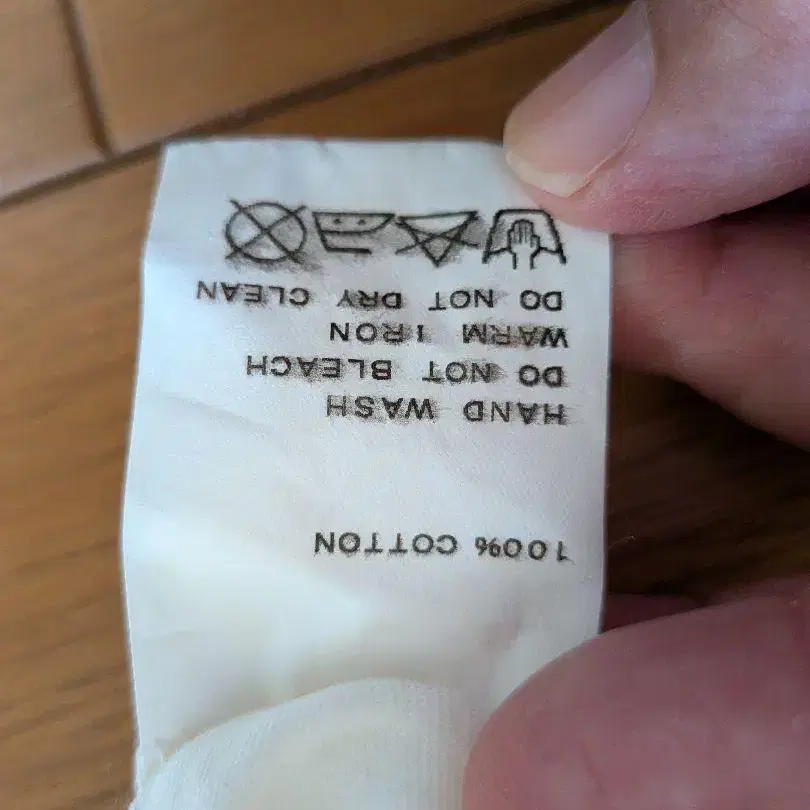 100% COTTON
HAND WASH
DO NOT BLEACH
WARM IRON
DO NOT DRY CLEAN